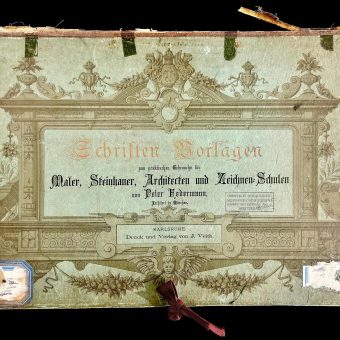 Schriften Vorlagen
zum praktischen Gebrauche für
Maler, Steinhauer, Architecten und Zeichnen-Schulen
von Peter
Architect in München.
KARLSRUHE
Druck und Verlag von J. Veith.